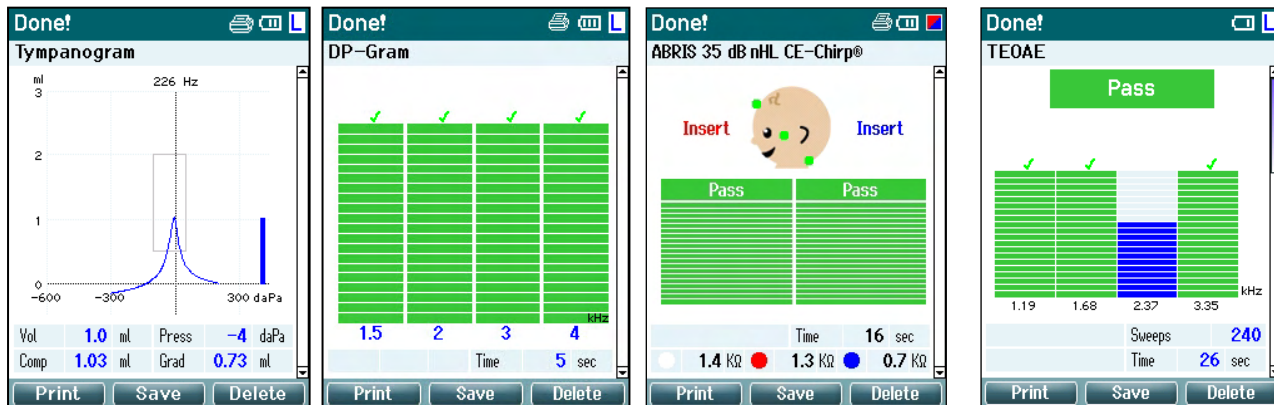 Done! L
Tympanogram
ml
226 Hz
3
2
1
0
-600 -300 300 daPa
Vol 1.0 ml Press -4 daPa
Comp 1.03 ml Grad 0.73 ml
Print Save Delete
Done! L
DP-Gram
kHz
1.5 2 3 4
Time 5 sec
Print Save Delete
Done!
ABRIS 35 dB nHL CE-Chirp®
Insert Insert
Pass Pass
Time 16 sec
1.4 KΩ 1.3 KΩ 0.7 KΩ
Print Save Delete
Done! L
TEOAE
Pass
kHz
1.19 1.68 2.37 3.35
Sweeps 240
Time 26 sec
Print Save Delete